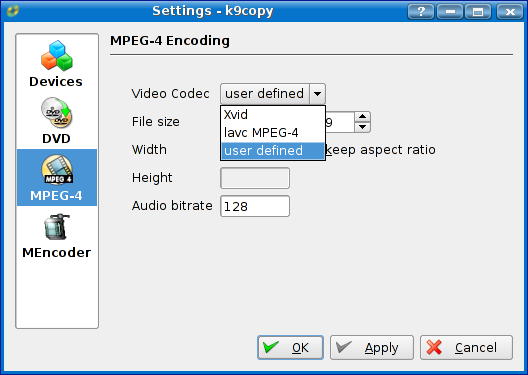 Settings - k9copy
?
Devices
DVD
MPEG-4
MEncoder
MPEG-4 Encoding
Video Codec user defined
Xvid
lavc MPEG-4
user defined
File size 9
Width keep aspect ratio
Height
Audio bitrate 128
OK Apply Cancel